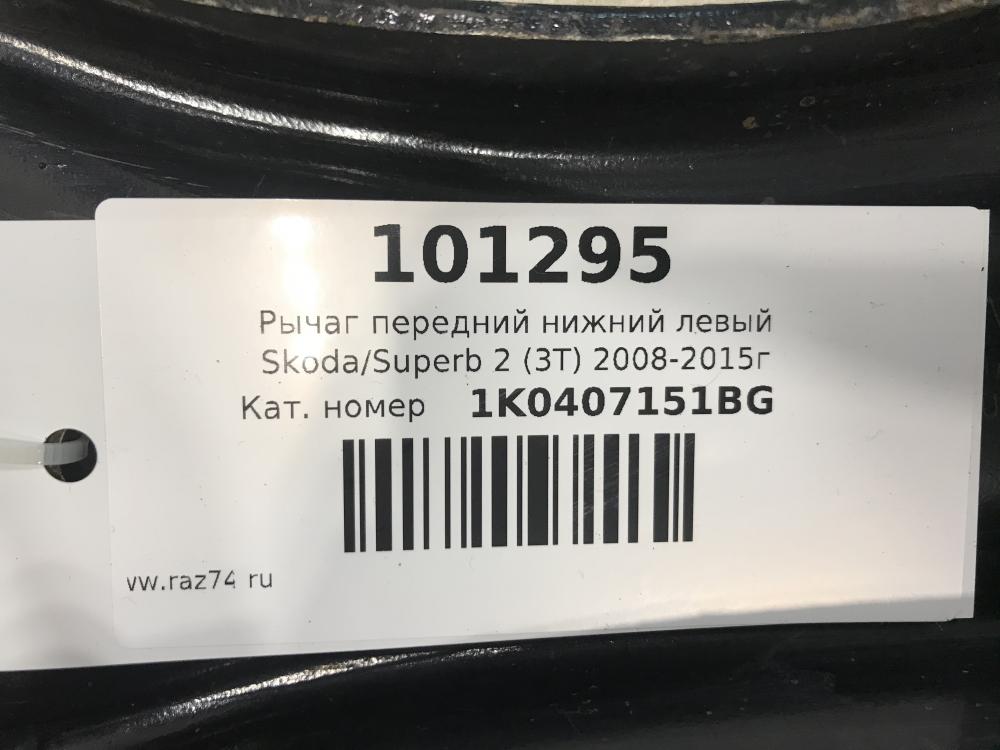 101295
Рычаг передний нижний левый
Skoda/Superb 2 (3T) 2008-2015г
Кат. номер 1K0407151BG
vw.raz74 ru